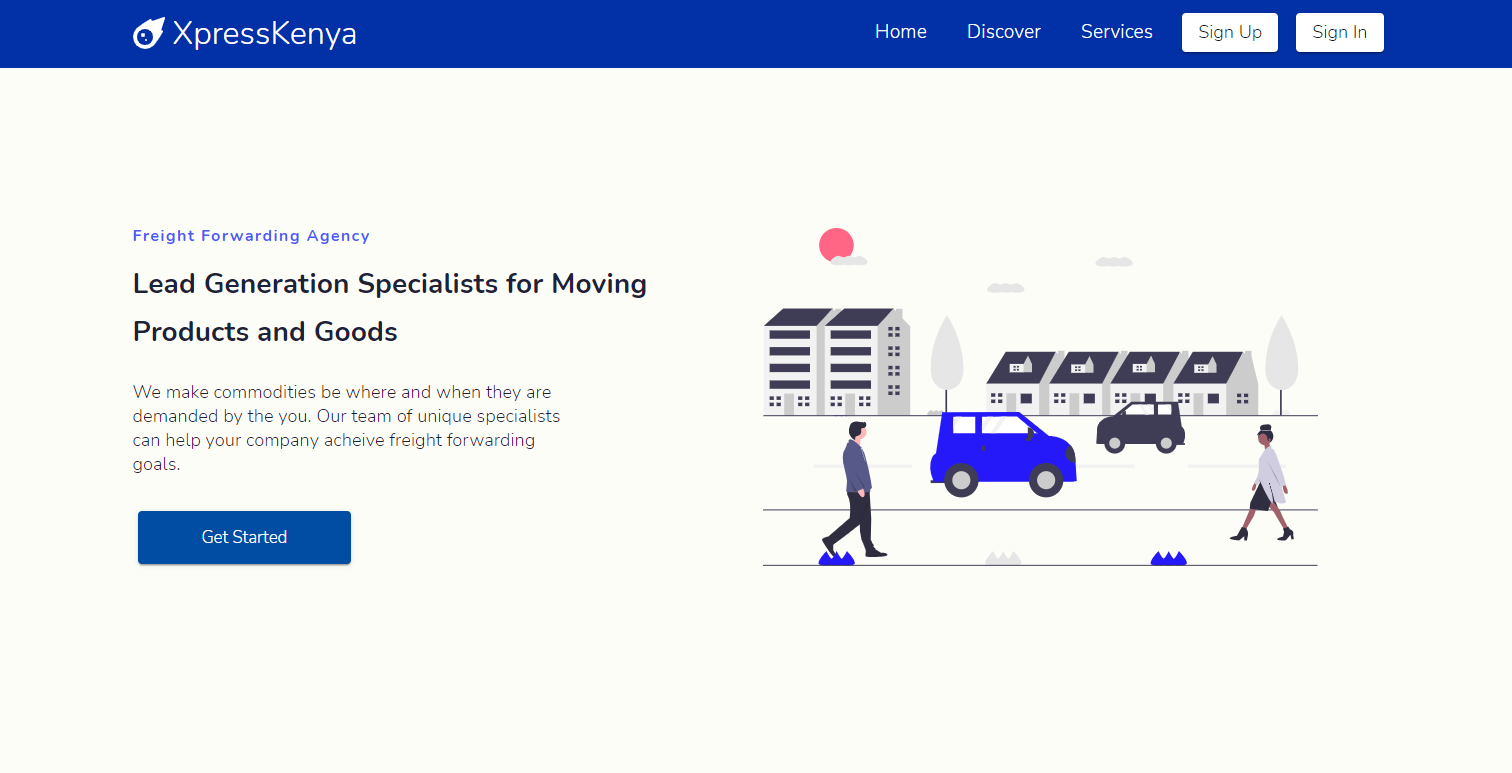 XpressKenya
Home
Discover
Services
Sign Up
Sign In
Freight Forwarding Agency
Lead Generation Specialists for Moving
Products and Goods
We make commodities be where and when they are
demanded by the you. Our team of unique specialists
can help your company acheive freight forwarding
goals.
Get Started